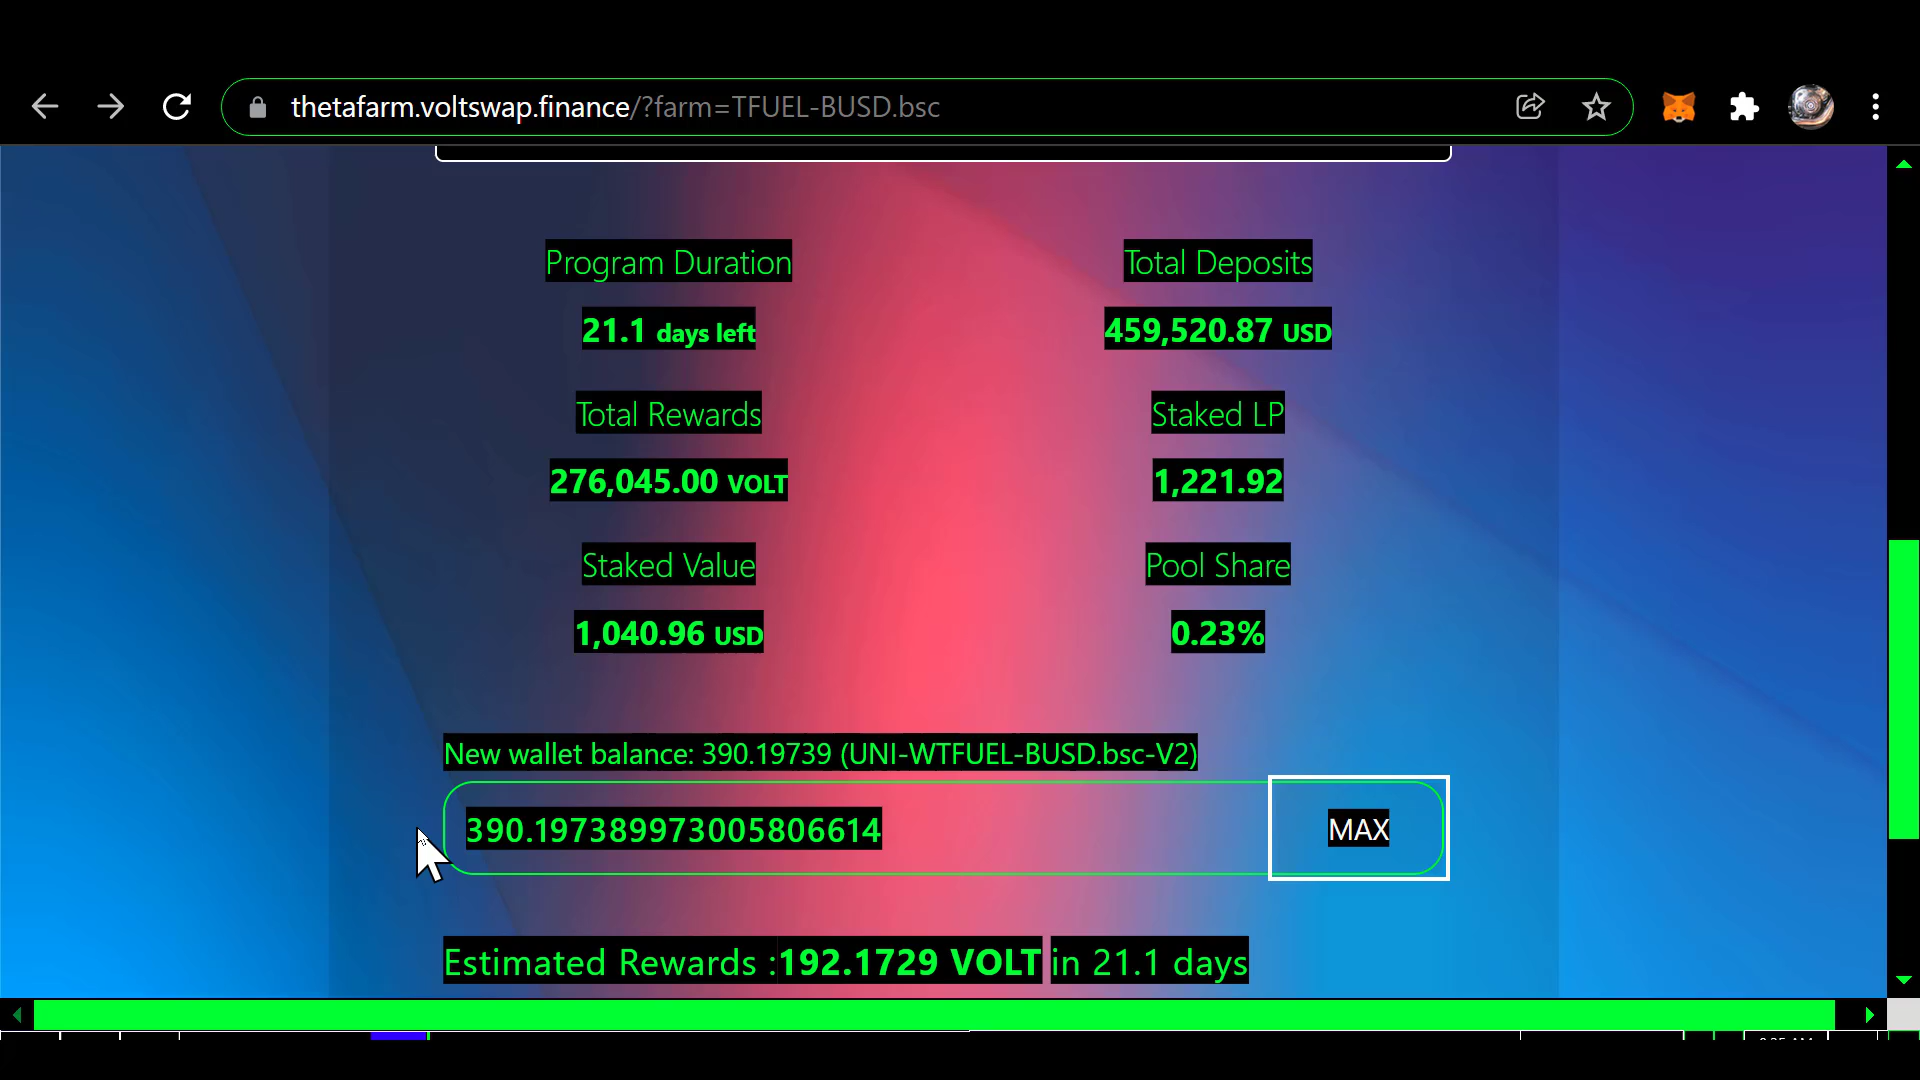 thetafarm.voltswap.finance/?farm=TFUEL-BUSD.bsc
Program Duration
21.1 days left
Total Deposits
459,520.87 USD
Total Rewards
276,045.00 VOLT
Staked LP
1,221.92
Staked Value
1,040.96 USD
Pool Share
0.23%
New wallet balance: 390.19739 (UNI-WTFUEL-BUSD.bsc-V2)
390.197389973005806614
MAX
Estimated Rewards :192.1729 VOLT in 21.1 days